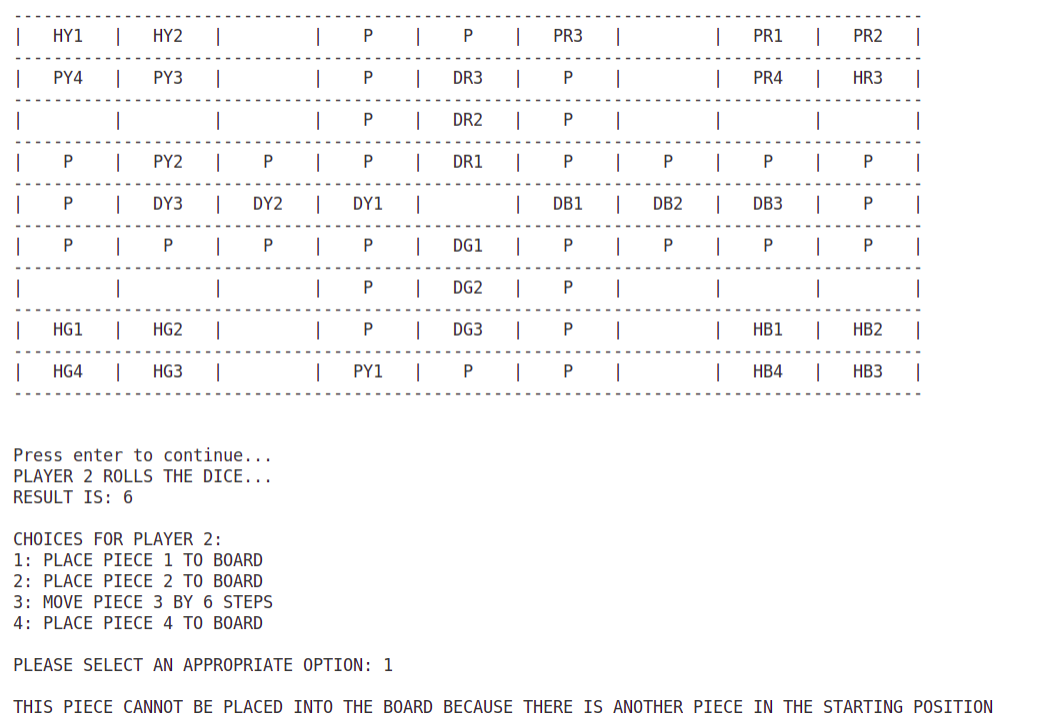 ------------------------------------------------------------------------------------------
| HY1 | HY2 | | P | P | PR3 | | PR1 | PR2 |
------------------------------------------------------------------------------------------
| PY4 | PY3 | | P | DR3 | P | | PR4 | HR3 |
------------------------------------------------------------------------------------------
| | | | P | DR2 | P | | | |
------------------------------------------------------------------------------------------
| P | PY2 | P | P | DR1 | P | P | P | P |
------------------------------------------------------------------------------------------
| P | DY3 | DY2 | DY1 | | DB1 | DB2 | DB3 | P |
------------------------------------------------------------------------------------------
| P | P | P | P | DG1 | P | P | P | P |
------------------------------------------------------------------------------------------
| | | | P | DG2 | P | | | |
------------------------------------------------------------------------------------------
| HG1 | HG2 | | P | DG3 | P | | HB1 | HB2 |
------------------------------------------------------------------------------------------
| HG4 | HG3 | | PY1 | P | P | | HB4 | HB3 |
------------------------------------------------------------------------------------------
Press enter to continue...
PLAYER 2 ROLLS THE DICE...
RESULT IS: 6
CHOICES FOR PLAYER 2:
1: PLACE PIECE 1 TO BOARD
2: PLACE PIECE 2 TO BOARD
3: MOVE PIECE 3 BY 6 STEPS
4: PLACE PIECE 4 TO BOARD
PLEASE SELECT AN APPROPRIATE OPTION: 1
THIS PIECE CANNOT BE PLACED INTO THE BOARD BECAUSE THERE IS ANOTHER PIECE IN THE STARTING POSITION